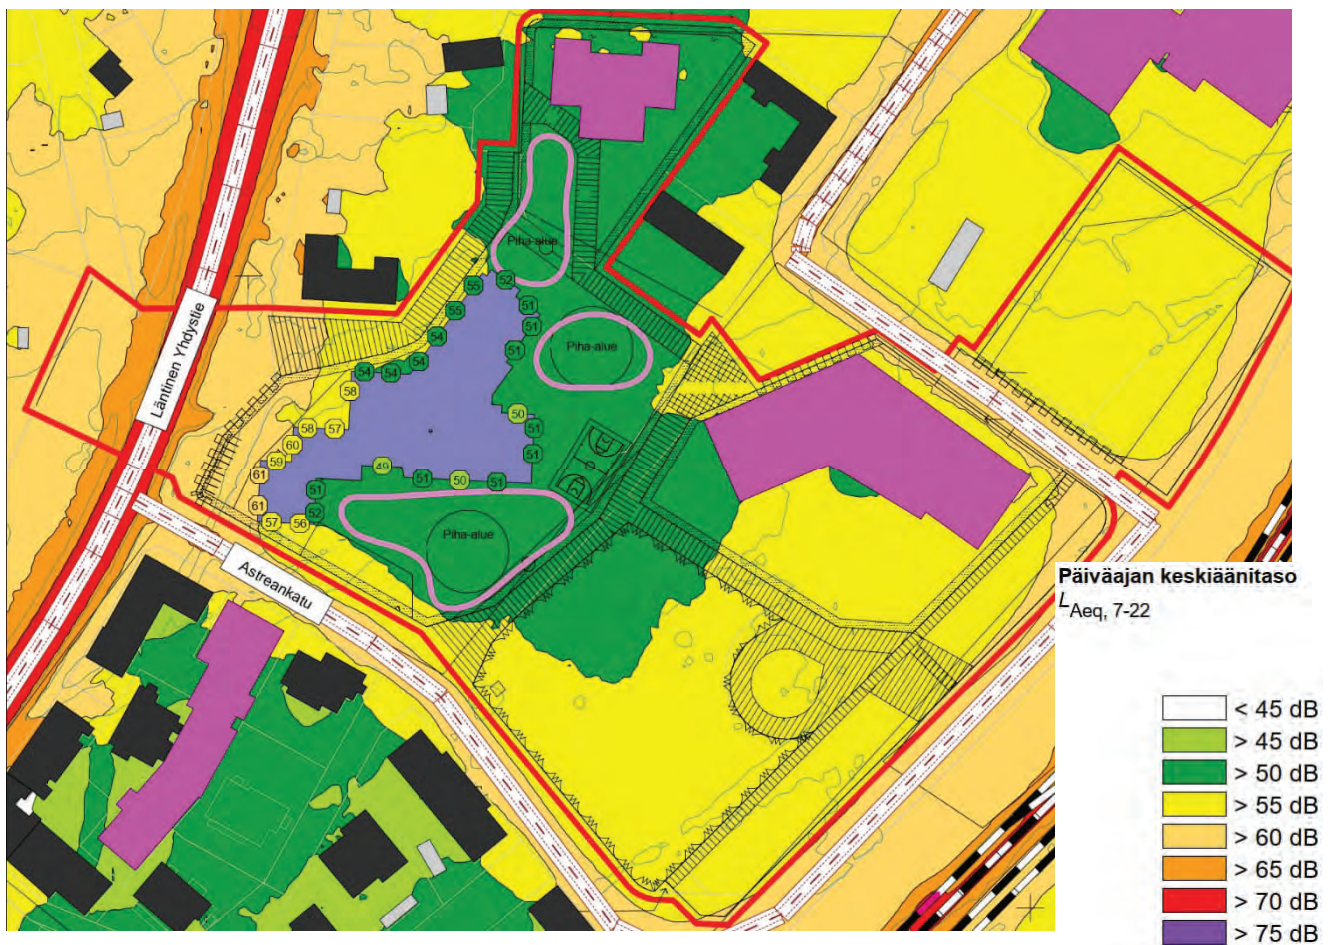 Piha-alue
52
55
51
55
51
54
51
Piha-alue
54
54
54
58
50
58
57
51
60
59
51
61
49
51
50
51
51
61
52
57
56
Piha-alue
Läntinen Yhdystie
Astreankatu
Päiväajan keskiäänitaso
LAeq, 7-22
< 45 dB
> 45 dB
> 50 dB
> 55 dB
> 60 dB
> 65 dB
> 70 dB
> 75 dB